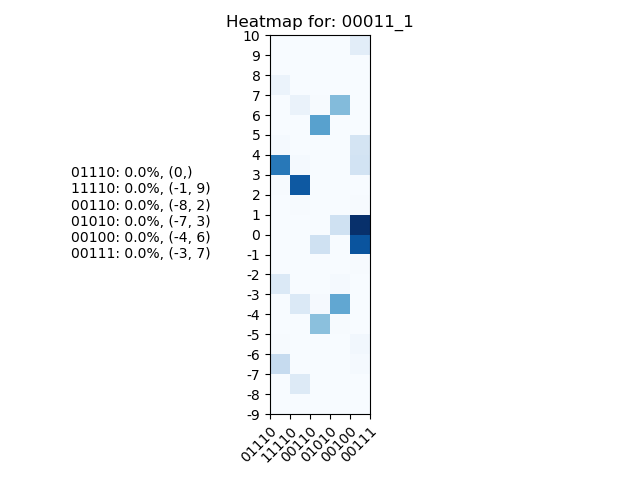 Heatmap for: 00011_1
01110: 0.0%, (0,)
11110: 0.0%, (-1, 9)
00110: 0.0%, (-8, 2)
01010: 0.0%, (-7, 3)
00100: 0.0%, (-4, 6)
00111: 0.0%, (-3, 7)
10
9
8
7
6
5
4
3
2
1
0
-1
-2
-3
-4
-5
-6
-7
-8
-9
01110 11110 00110 01010 00100 00111